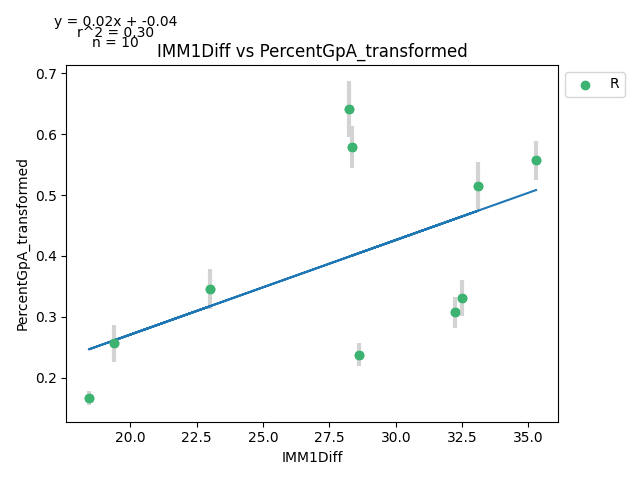 y = 0.02x + -0.04
r^2 = 0.30
n = 10
IMM1Diff vs PercentGpA_transformed
R
PercentGpA_transformed
0.7
0.6
0.5
0.4
0.3
0.2
20.0 22.5 25.0 27.5 30.0 32.5 35.0
IMM1Diff